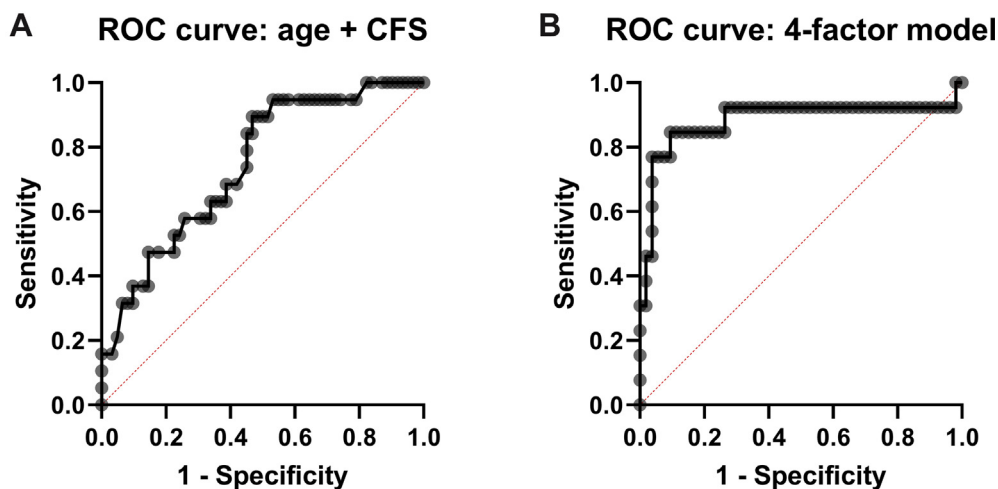 A
ROC curve: age + CFS
1.0
0.8
0.6
0.4
0.2
0.0
Sensitivity
0.0 0.2 0.4 0.6 0.8 1.0
1 - Specificity
B
ROC curve: 4-factor model
1.0
0.8
0.6
0.4
0.2
0.0
Sensitivity
0.0 0.2 0.4 0.6 0.8 1.0
1 - Specificity